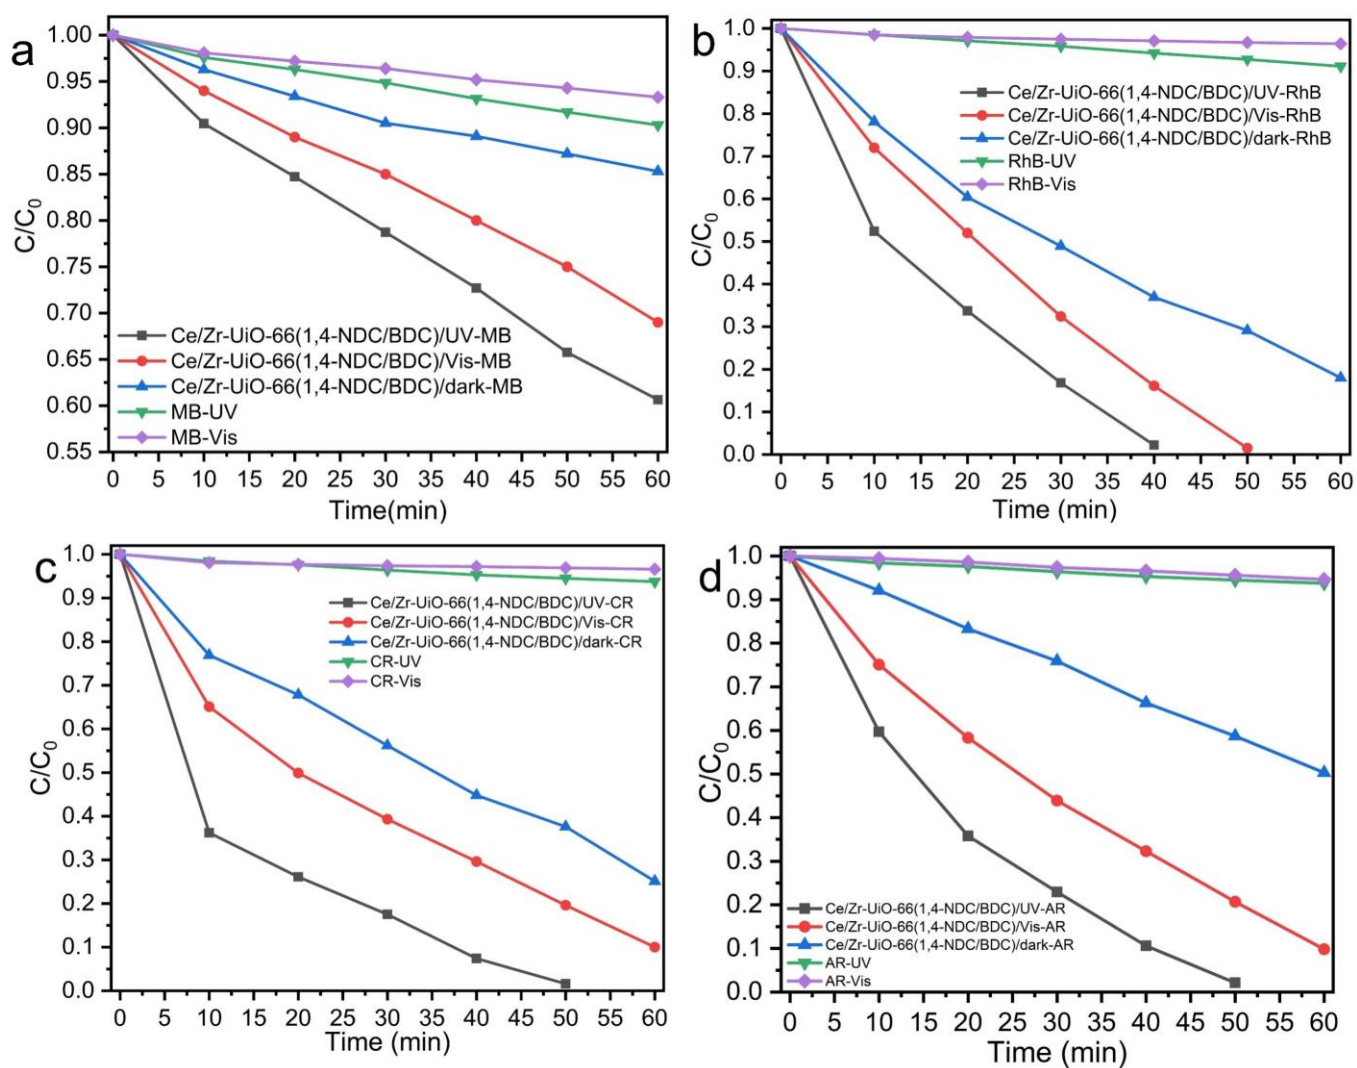 a
1.00
0.95
0.90
0.85
0.80
0.75
0.70
0.65
0.60
0.55
C/C0
Ce/Zr-UiO-66(1,4-NDC/BDC)/UV-MB
Ce/Zr-UiO-66(1,4-NDC/BDC)/Vis-MB
Ce/Zr-UiO-66(1,4-NDC/BDC)/dark-MB
MB-UV
MB-Vis
0 5 10 15 20 25 30 35 40 45 50 55 60
Time(min)
b
1.0
0.9
0.8
0.7
0.6
0.5
0.4
0.3
0.2
0.1
0.0
C/C0
Ce/Zr-UiO-66(1,4-NDC/BDC)/UV-RhB
Ce/Zr-UiO-66(1,4-NDC/BDC)/Vis-RhB
Ce/Zr-UiO-66(1,4-NDC/BDC)/dark-RhB
RhB-UV
RhB-Vis
0 5 10 15 20 25 30 35 40 45 50 55 60
Time (min)
c
1.0
0.9
0.8
0.7
0.6
0.5
0.4
0.3
0.2
0.1
0.0
C/C0
Ce/Zr-UiO-66(1,4-NDC/BDC)/UV-CR
Ce/Zr-UiO-66(1,4-NDC/BDC)/Vis-CR
Ce/Zr-UiO-66(1,4-NDC/BDC)/dark-CR
CR-UV
CR-Vis
0 5 10 15 20 25 30 35 40 45 50 55 60
Time (min)
d
1.0
0.9
0.8
0.7
0.6
0.5
0.4
0.3
0.2
0.1
0.0
C/C0
Ce/Zr-UiO-66(1,4-NDC/BDC)/UV-AR
Ce/Zr-UiO-66(1,4-NDC/BDC)/Vis-AR
Ce/Zr-UiO-66(1,4-NDC/BDC)/dark-AR
AR-UV
AR-Vis
0 5 10 15 20 25 30 35 40 45 50 55 60
Time (min)